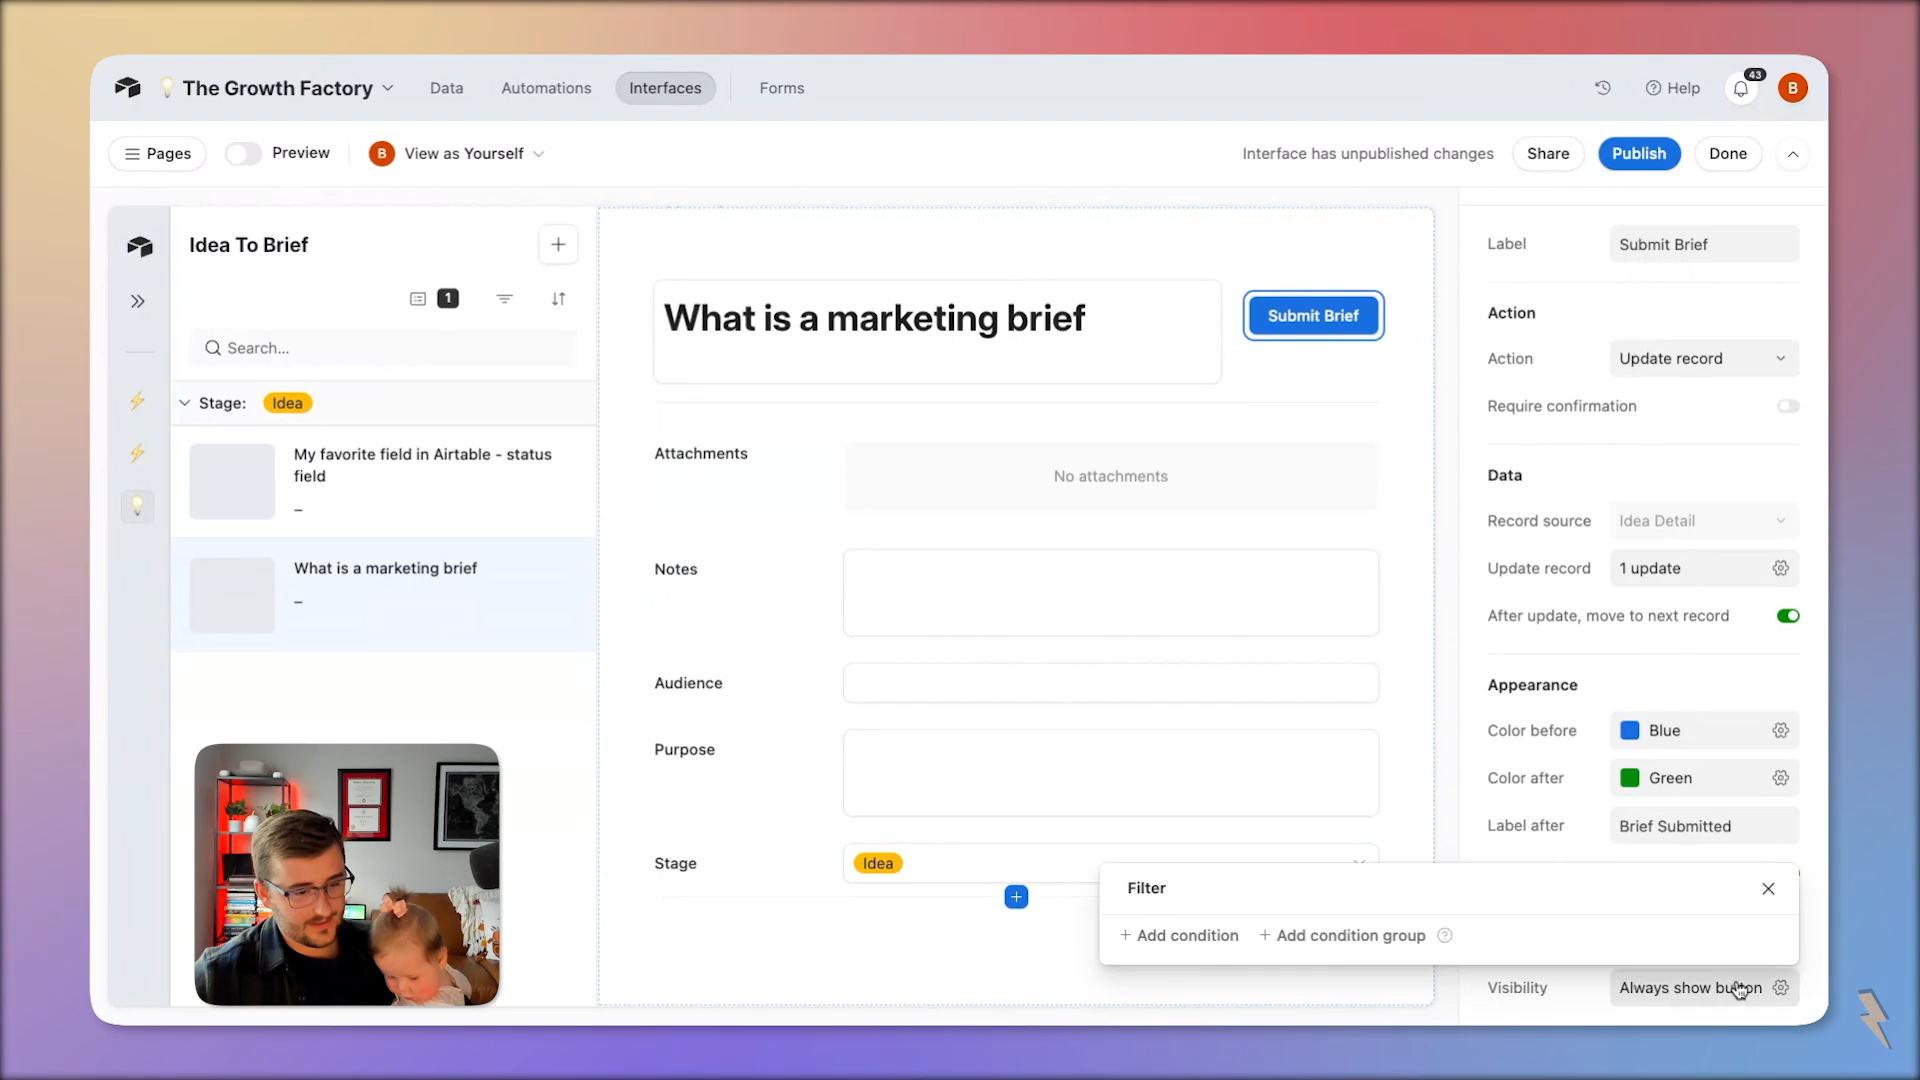 The Growth Factory
Data
Automations
Interfaces
Forms
Help
43
B
Pages
Preview
B
View as Yourself
Interface has unpublished changes
Share
Publish
Done
Idea To Brief
1
Search...
Stage:
Idea
My favorite field in Airtable - status
field
–
What is a marketing brief
–
What is a marketing brief
Submit Brief
Attachments
No attachments
Notes
Audience
Purpose
Stage
Idea
Label
Submit Brief
Action
Action
Update record
Require confirmation
Data
Record source
Idea Detail
Update record
1 update
After update, move to next record
Appearance
Color before
Blue
Color after
Green
Label after
Brief Submitted
Filter
+ Add condition
+ Add condition group
Visibility
Always show button